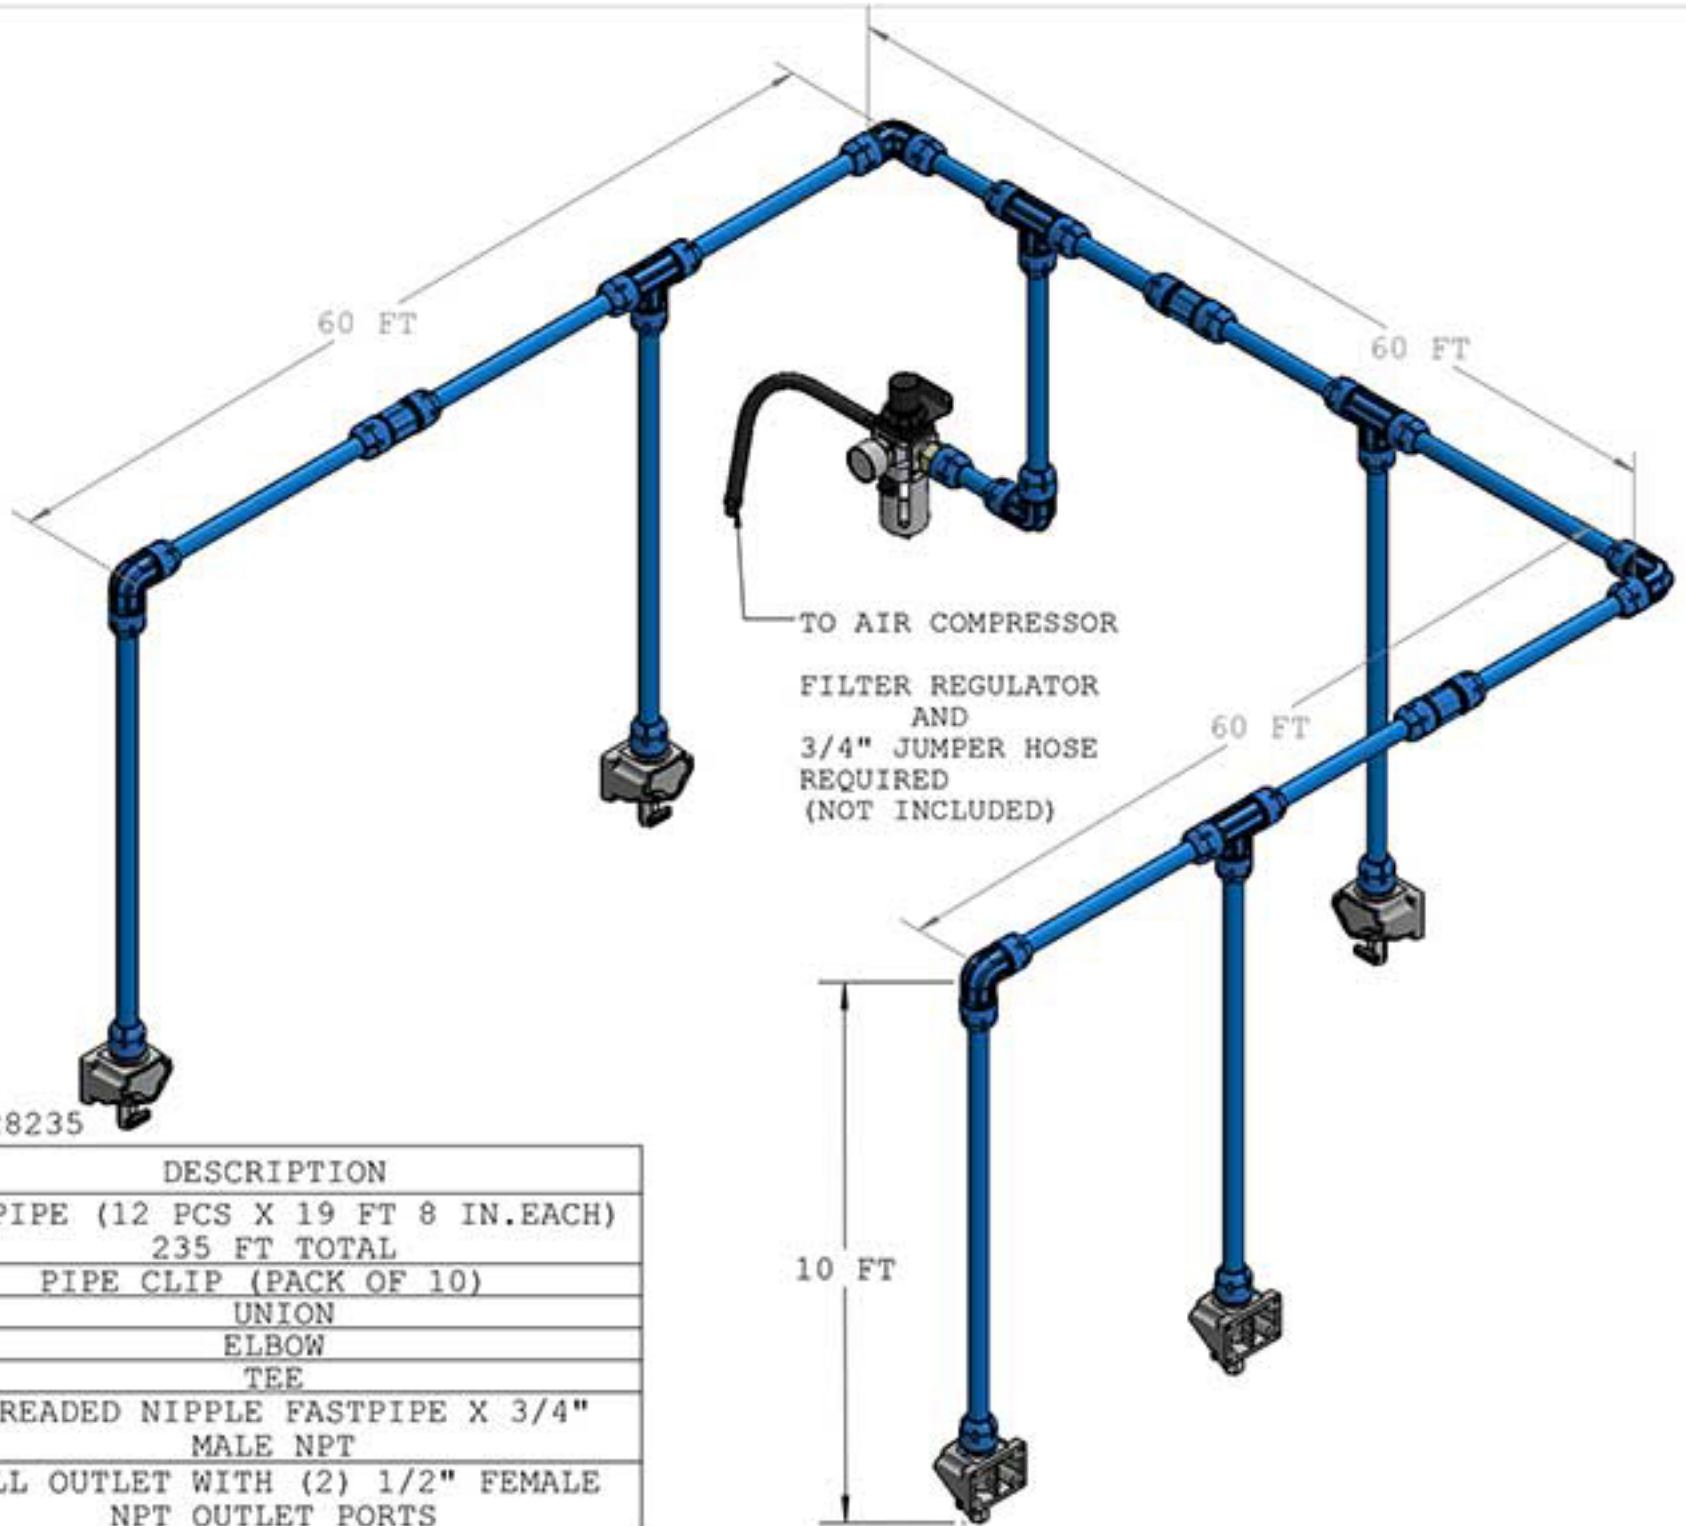 60 FT
60 FT
TO AIR COMPRESSOR
FILTER REGULATOR
AND
3/4" JUMPER HOSE
REQUIRED
(NOT INCLUDED)
60 FT
10 FT
8235
DESCRIPTION
PIPE (12 PCS X 19 FT 8 IN.EACH)
235 FT TOTAL
PIPE CLIP (PACK OF 10)
UNION
ELBOW
TEE
READED NIPPLE FASTPIPE X 3/4"
MALE NPT
LL OUTLET WITH (2) 1/2" FEMALE
NPT OUTLET PORTS